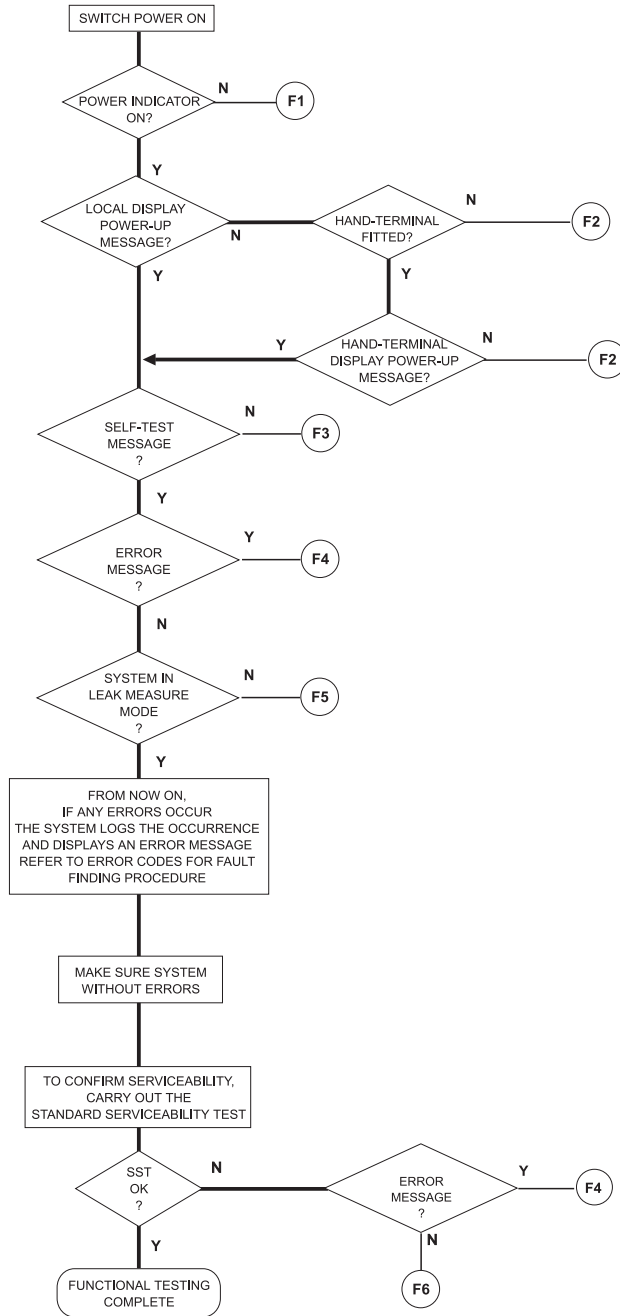 SWITCH POWER ON
POWER INDICATOR
ON?
N
F1
Y
LOCAL DISPLAY
POWER-UP
MESSAGE?
N
HAND-TERMINAL
FITTED?
N
F2
Y
Y
HAND-TERMINAL
DISPLAY POWER-UP
MESSAGE?
Y
N
F2
SELF-TEST
MESSAGE
?
N
F3
Y
ERROR
MESSAGE
?
Y
F4
N
SYSTEM IN
LEAK MEASURE
MODE
?
N
F5
Y
FROM NOW ON,
IF ANY ERRORS OCCUR
THE SYSTEM LOGS THE OCCURRENCE
AND DISPLAYS AN ERROR MESSAGE
REFER TO ERROR CODES FOR FAULT
FINDING PROCEDURE
MAKE SURE SYSTEM
WITHOUT ERRORS
TO CONFIRM SERVICEABILITY,
CARRY OUT THE
STANDARD SERVICEABILITY TEST
SST
OK
?
N
ERROR
MESSAGE
?
Y
F4
N
F6
Y
FUNCTIONAL TESTING
COMPLETE